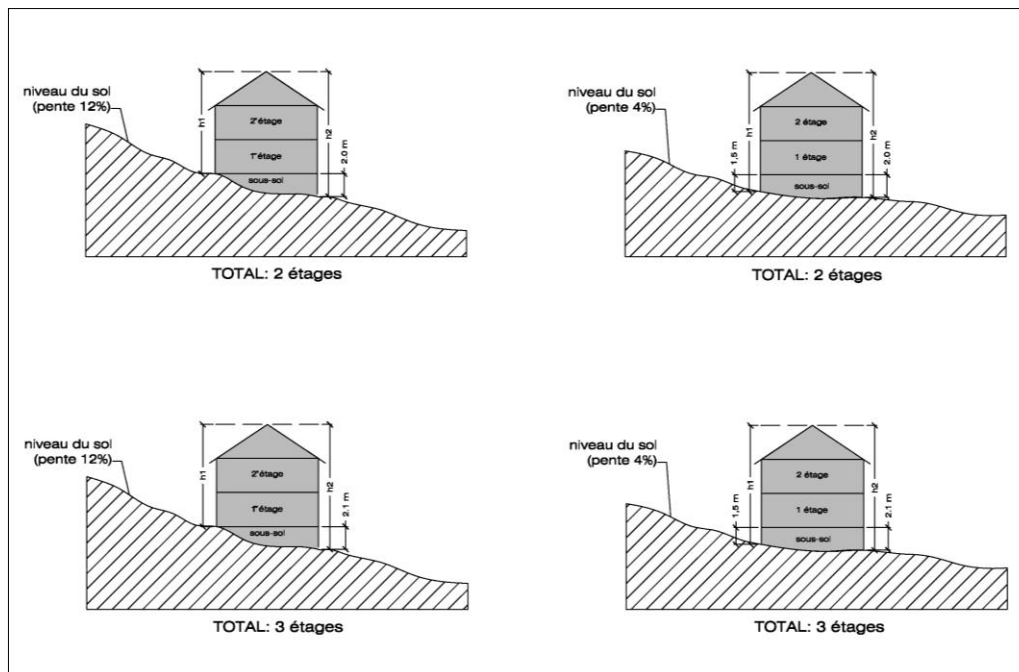 niveau du sol
(pente 12%)
h1
2ᵉ étage
1ᵉʳ étage
sous-sol
h2
2.0 m
TOTAL: 2 étages
niveau du sol
(pente 4%)
1,5 m
h1
2 étage
1 étage
sous-sol
h2
2.0 m
TOTAL: 2 étages
niveau du sol
(pente 12%)
h1
2ᵉ étage
1ᵉʳ étage
sous-sol
h2
2.1 m
TOTAL: 3 étages
niveau du sol
(pente 4%)
1,5 m
h1
2 étage
1 étage
sous-sol
h2
2.1 m
TOTAL: 3 étages